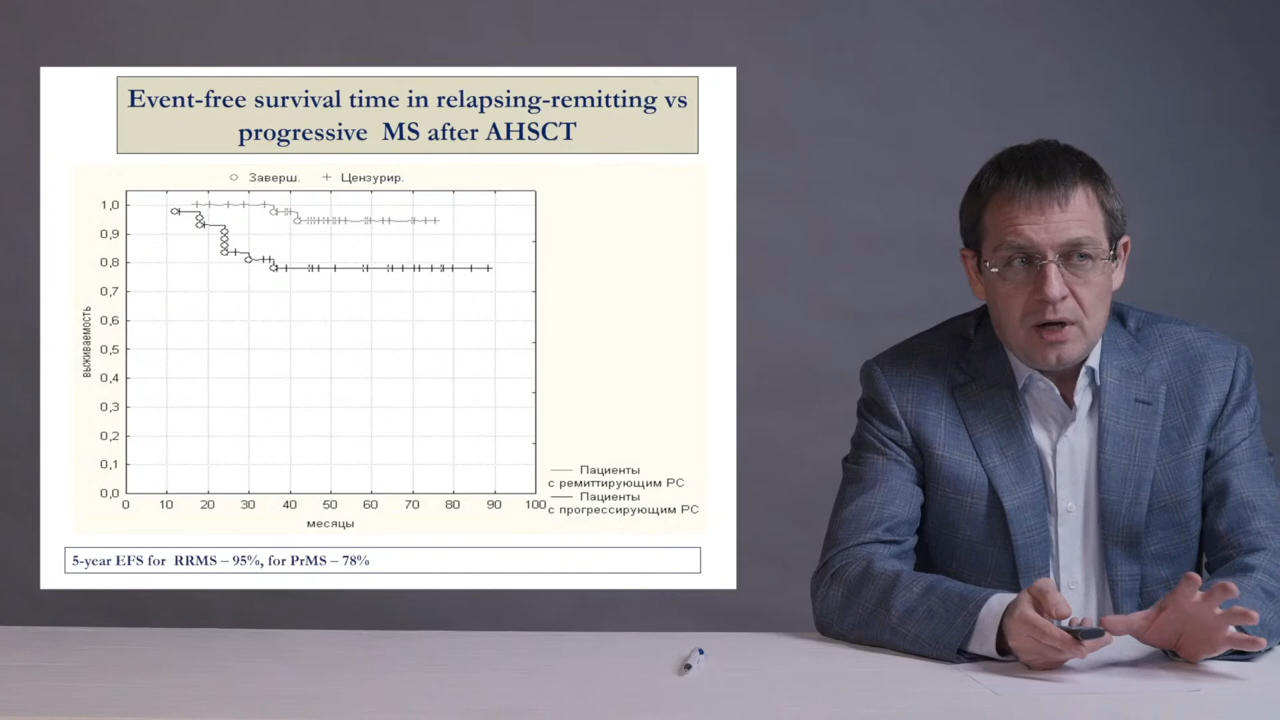 Event-free survival time in relapsing-remitting vs
progressive MS after AHSCT
Заверш. Цензурир.
1,0
0,9
0,8
0,7
0,6
0,5
0,4
0,3
0,2
0,1
0,0
выживаемость
0 10 20 30 40 50 60 70 80 90 100
месяцы
Пациенты
с ремиттирующим РС
Пациенты
с прогрессирующим РС
5-year EFS for RRMS – 95%, for PrMS – 78%